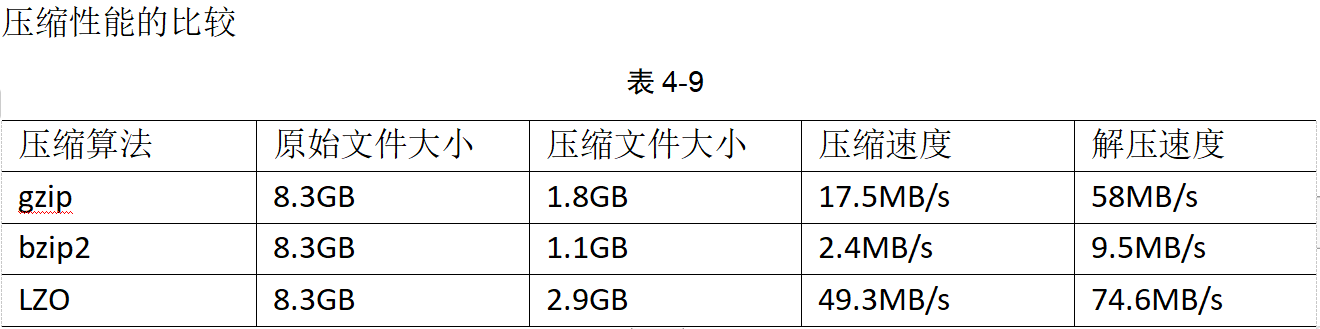 压缩性能的比较
表 4-9
压缩算法 原始文件大小 压缩文件大小 压缩速度 解压速度
gzip 8.3GB 1.8GB 17.5MB/s 58MB/s
bzip2 8.3GB 1.1GB 2.4MB/s 9.5MB/s
LZO 8.3GB 2.9GB 49.3MB/s 74.6MB/s